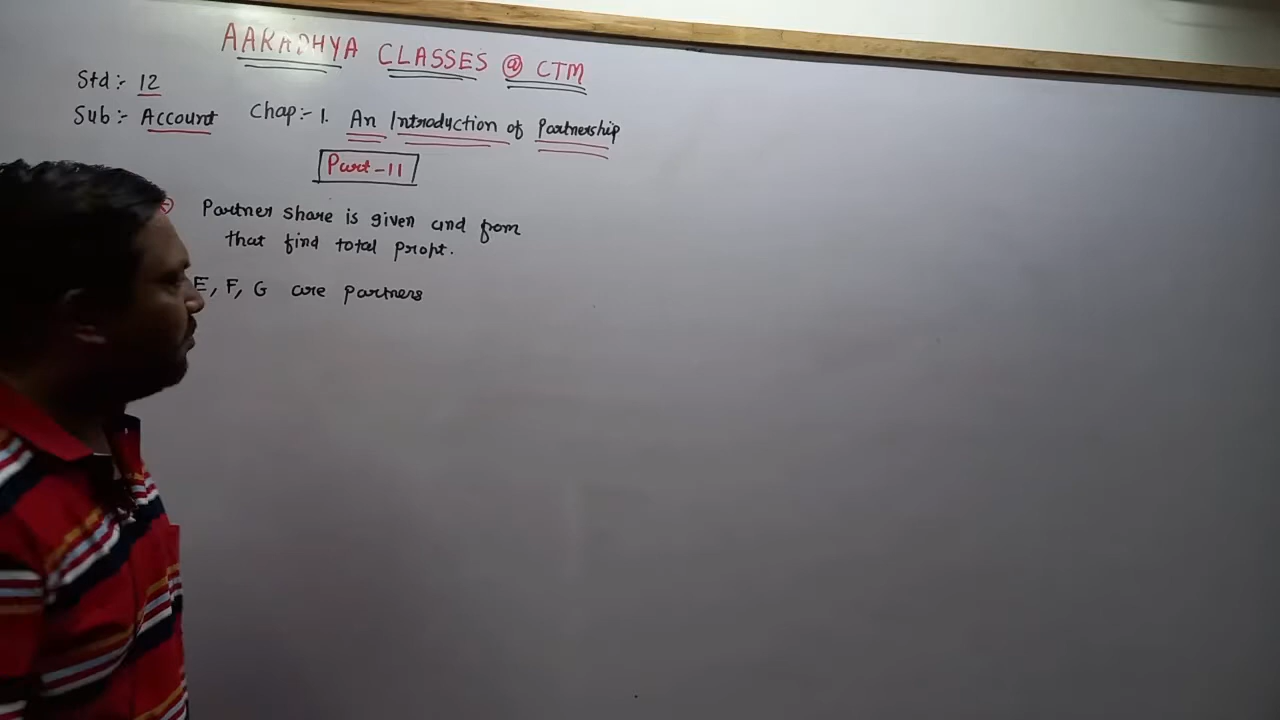 AARADHYA CLASSES @ CTM
Std:- 12
Sub:- Account Chap:- 1. An Introduction of Partnership
Part-11
Partner share is given and from
that find total profit.
E, F, G are partners